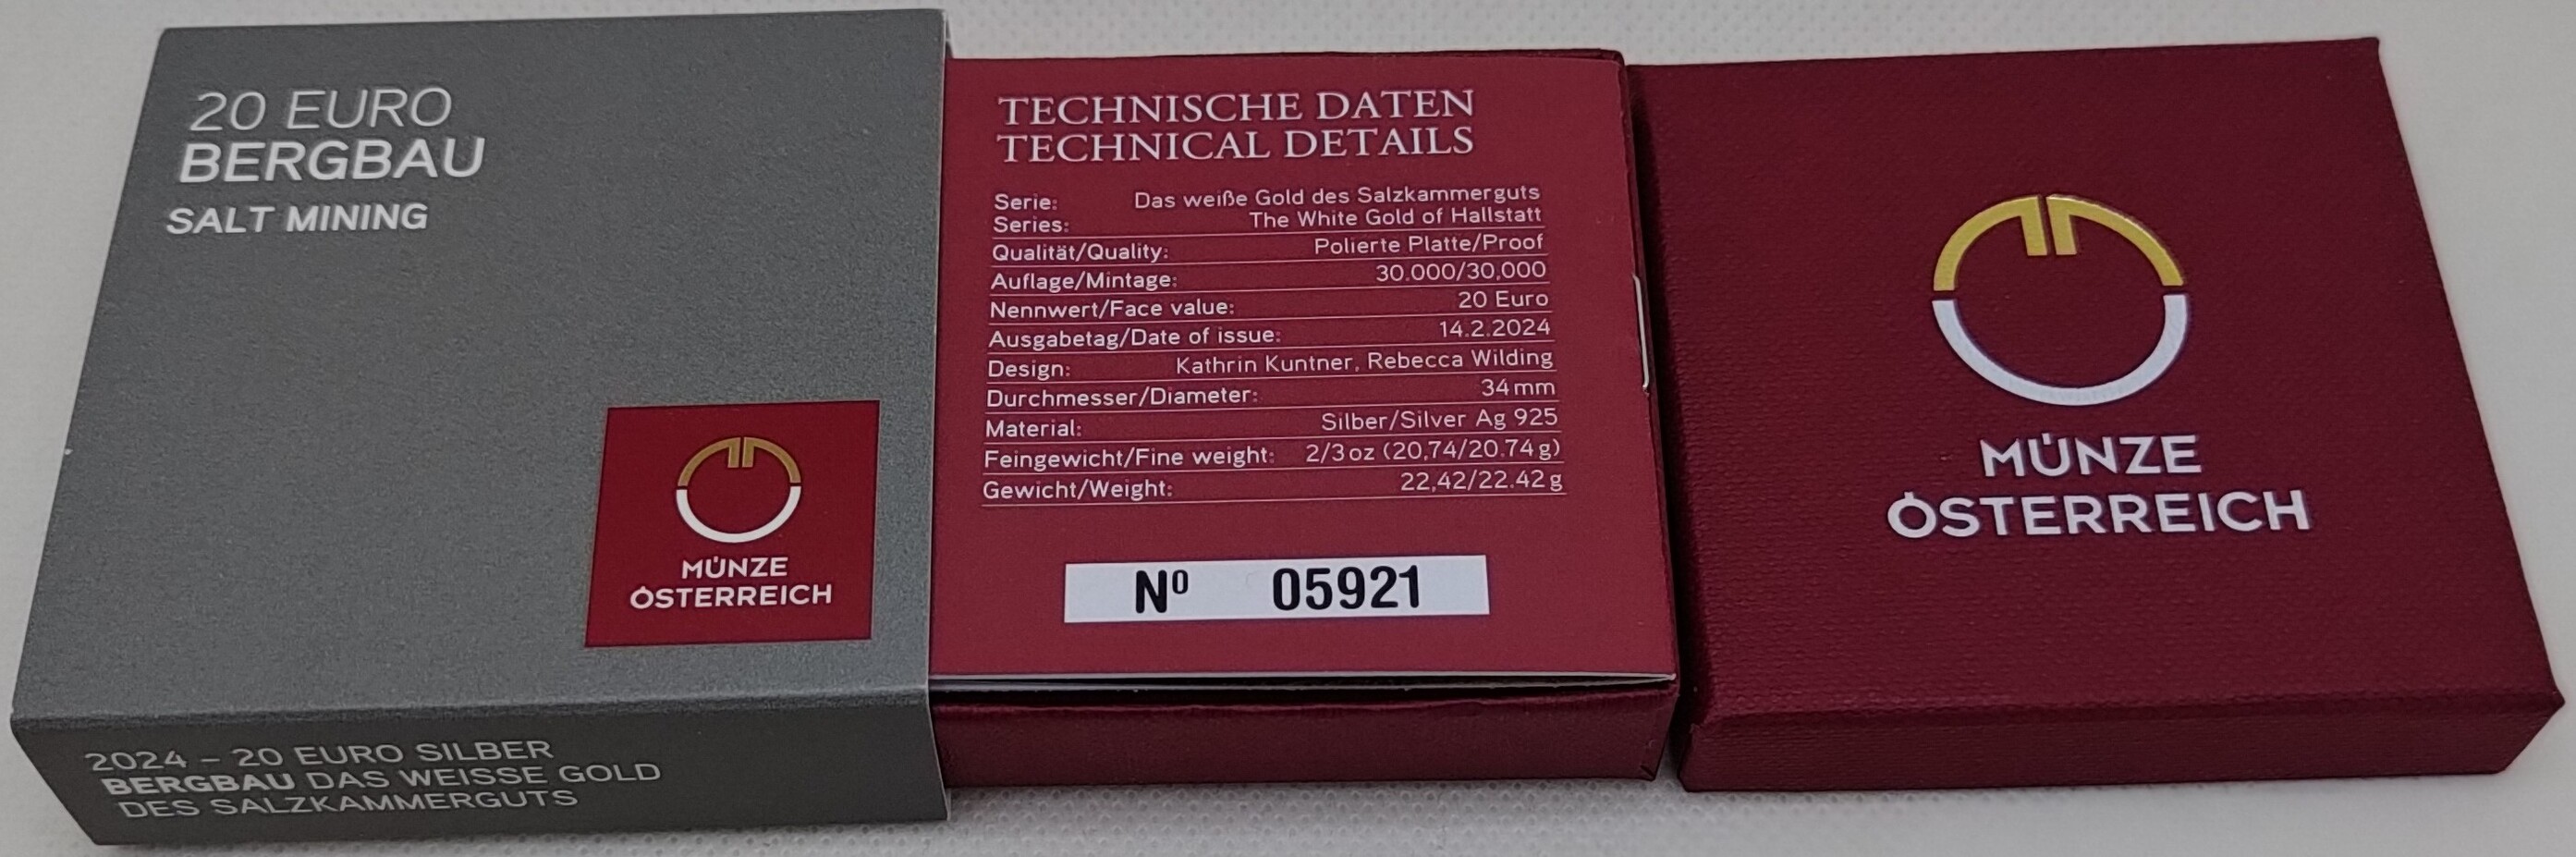 20 EURO
BERGBAU
SALT MINING
MÜNZE
ÖSTERREICH
2024 – 20 EURO SILBER
BERGBAU DAS WEISSE GOLD
DES SALZKAMMERGUTS
TECHNISCHE DATEN
TECHNICAL DETAILS
Serie: Das weiße Gold des Salzkammerguts
Series: The White Gold of Hallstatt
Qualität/Quality: Polierte Platte/Proof
Auflage/Mintage: 30.000/30,000
Nennwert/Face value: 20 Euro
Ausgabetag/Date of issue: 14.2.2024
Design: Kathrin Kuntner, Rebecca Wilding
Durchmesser/Diameter: 34 mm
Material: Silber/Silver Ag 925
Feingewicht/Fine weight: 2/3 oz (20,74/20.74 g)
Gewicht/Weight: 22,42/22.42 g
Nº 05921
MÜNZE
ÖSTERREICH